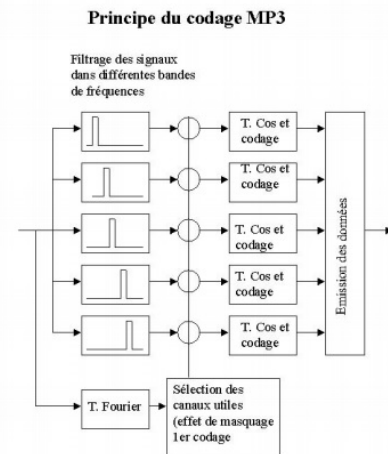 Principe du codage MP3
Filtrage des signaux
dans différentes bandes
de fréquences
T. Cos et
codage
T. Cos et
codage
T. Cos et
codage
T. Cos et
codage
T. Cos et
codage
Emission des données
T. Fourier
Sélection des
canaux utiles
(effet de masquage
1er codage